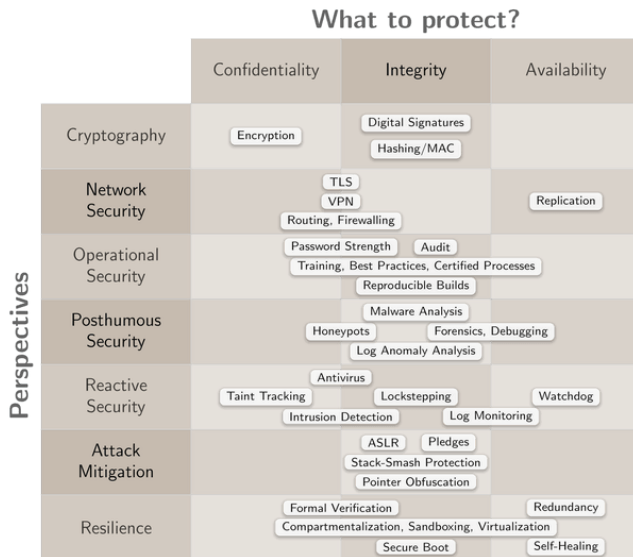 What to protect?
Confidentiality Integrity Availability
Perspectives
Cryptography
Digital Signatures
Encryption
Hashing/MAC
Network Security
TLS
VPN
Replication
Routing, Firewalling
Operational Security
Password Strength Audit
Training, Best Practices, Certified Processes
Reproducible Builds
Posthumous Security
Malware Analysis
Honeypots Forensics, Debugging
Log Anomaly Analysis
Reactive Security
Antivirus
Taint Tracking Lockstepping Watchdog
Intrusion Detection Log Monitoring
Attack Mitigation
ASLR Pledges
Stack-Smash Protection
Pointer Obfuscation
Resilience
Formal Verification Redundancy
Compartmentalization, Sandboxing, Virtualization
Secure Boot Self-Healing